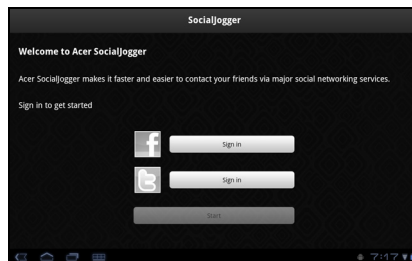 SocialJogger
Welcome to Acer SocialJogger
Acer SocialJogger makes it faster and easier to contact your friends via major social networking services.
Sign in to get started
Sign in
Sign in
Start
7:17